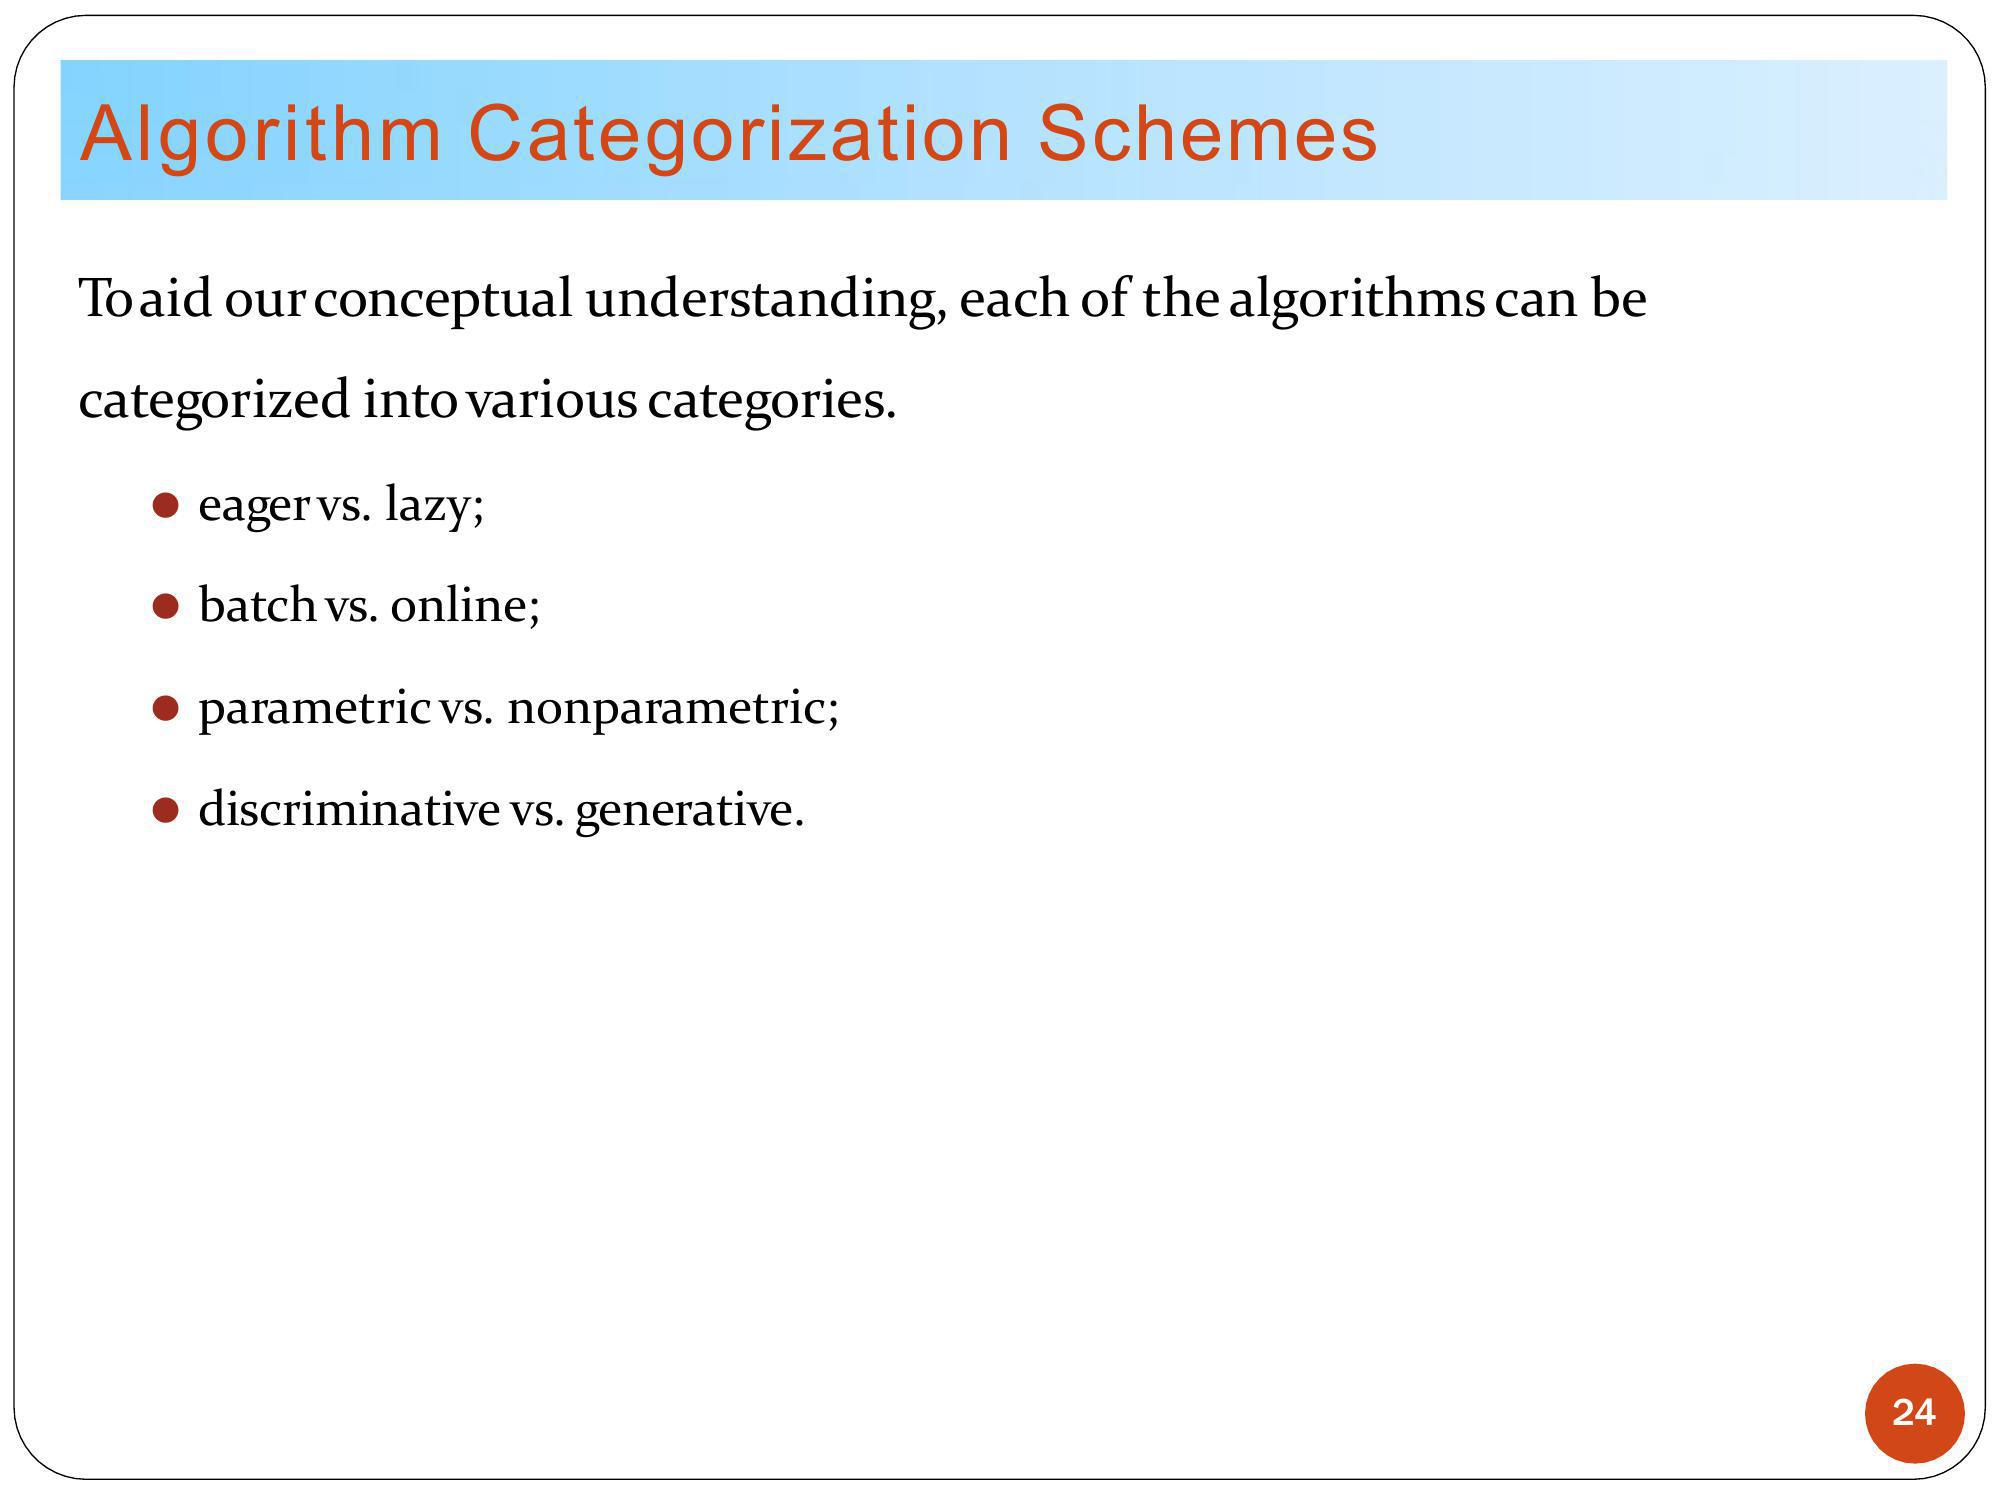 Algorithm Categorization Schemes
To aid our conceptual understanding, each of the algorithms can be
categorized into various categories.
● eager vs. lazy;
● batch vs. online;
● parametric vs. nonparametric;
● discriminative vs. generative.
24